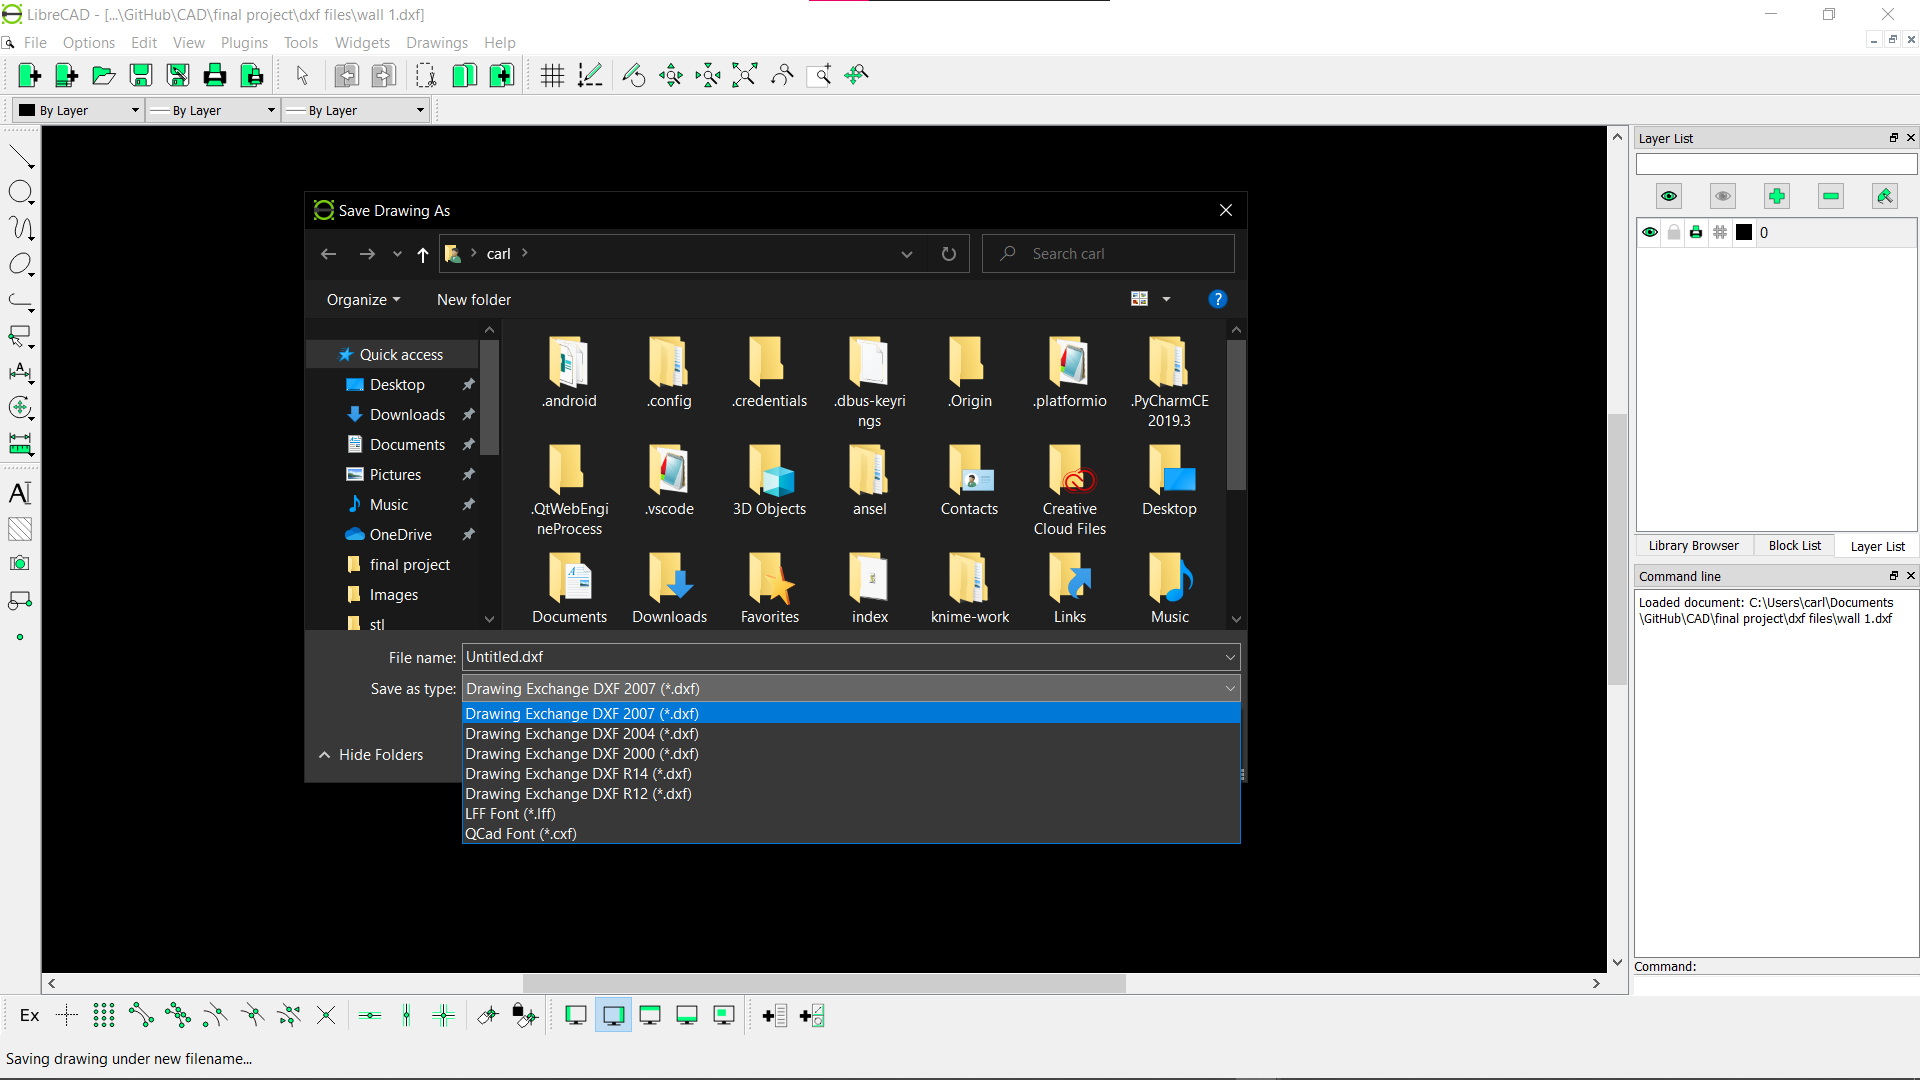 LibreCAD - [...\GitHub\CAD\final project\dxf files\wall 1.dxf]
File Options Edit View Plugins Tools Widgets Drawings Help
By Layer By Layer By Layer
Layer List
0
Library Browser Block List Layer List
Command line
Loaded document: C:\Users\carl\Documents
\GitHub\CAD\final project\dxf files\wall 1.dxf
Command:
Save Drawing As
carl
Search carl
Organize New folder
Quick access
Desktop
Downloads
Documents
Pictures
Music
OneDrive
final project
Images
stl
.android .config .credentials .dbus-keyri .Origin .platformio .PyCharmCE
ngs 2019.3
.QtWebEngi .vscode 3D Objects ansel Contacts Creative Desktop
neProcess Cloud Files
Documents Downloads Favorites index knime-work Links Music
File name: Untitled.dxf
Save as type: Drawing Exchange DXF 2007 (*.dxf)
Drawing Exchange DXF 2007 (*.dxf)
Drawing Exchange DXF 2004 (*.dxf)
Drawing Exchange DXF 2000 (*.dxf)
Drawing Exchange DXF R14 (*.dxf)
Drawing Exchange DXF R12 (*.dxf)
LFF Font (*.lff)
QCad Font (*.cxf)
Hide Folders
Ex
Saving drawing under new filename...